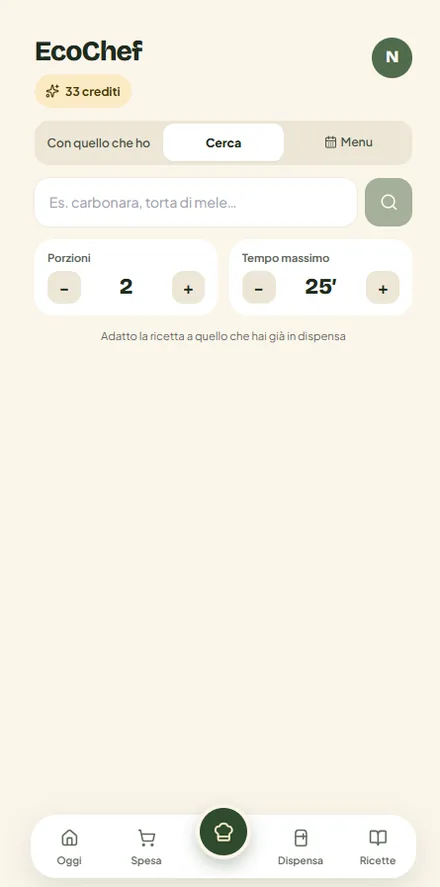 EcoChef
N
33 crediti
Con quello che ho
Cerca
Menu
Es. carbonara, torta di mele…
Porzioni
Tempo massimo
− 2 +
− 25′ +
Adatto la ricetta a quello che hai già in dispensa
Oggi
Spesa
Dispensa
Ricette